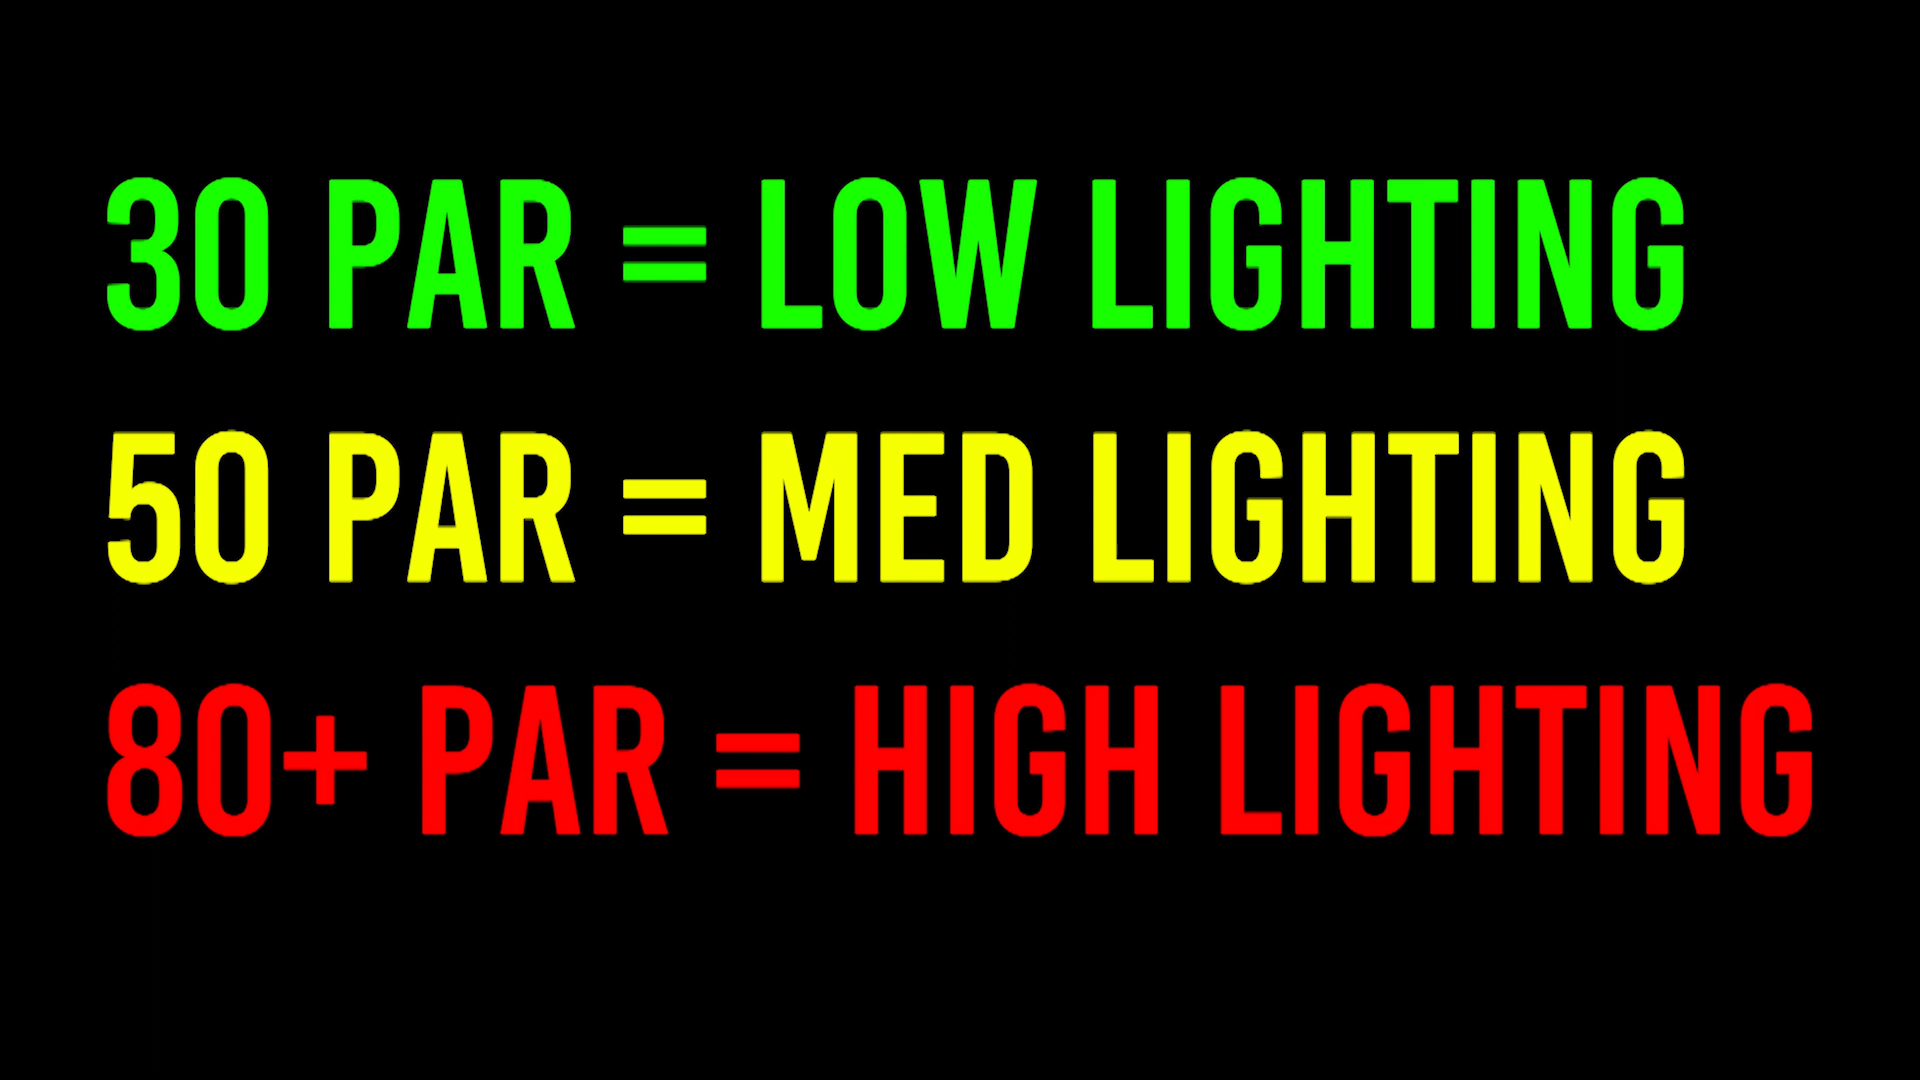 30 PAR = LOW LIGHTING
50 PAR = MED LIGHTING
80+ PAR = HIGH LIGHTING